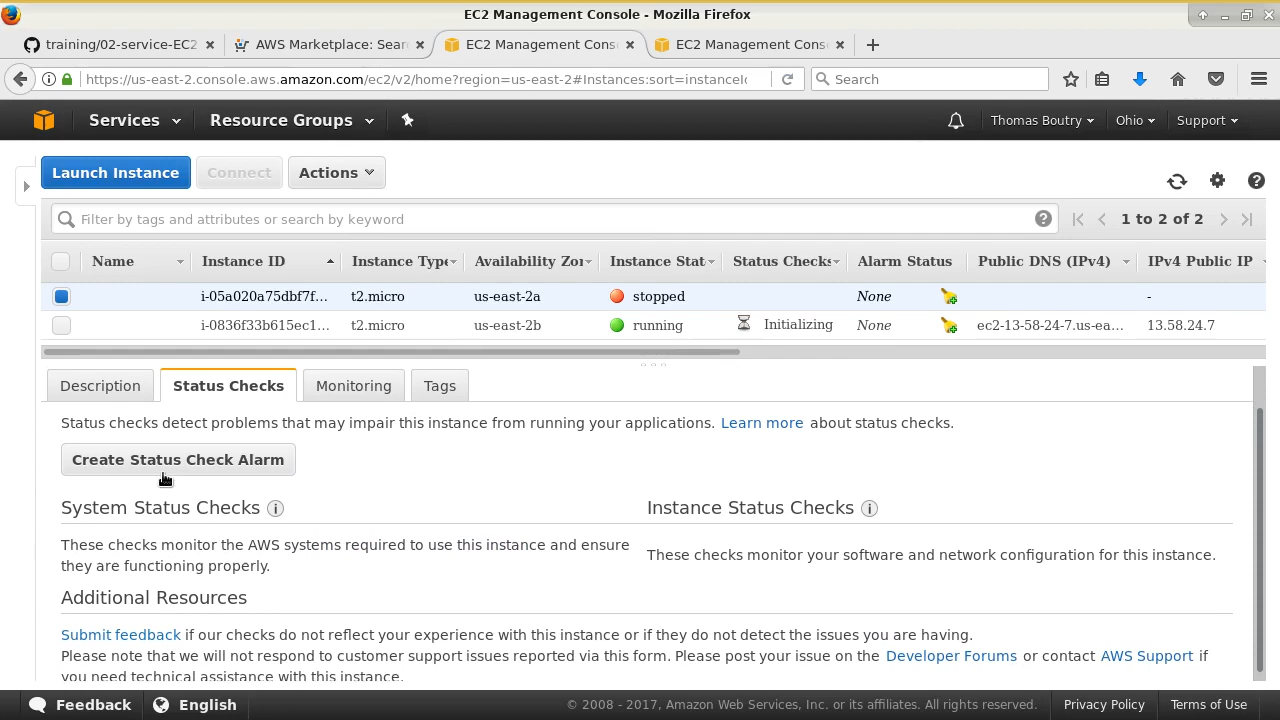 EC2 Management Console - Mozilla Firefox
training/02-service-EC2
AWS Marketplace: Sear
EC2 Management Cons
EC2 Management Cons
https://us-east-2.console.aws.amazon.com/ec2/v2/home?region=us-east-2#Instances:sort=instanceIc
Search
Services
Resource Groups
Thomas Boutry
Ohio
Support
Launch Instance
Connect
Actions
Filter by tags and attributes or search by keyword
1 to 2 of 2
Name Instance ID Instance Type Availability Zo Instance Stat Status Checks Alarm Status Public DNS (IPv4) IPv4 Public IP
i-05a020a75dbf7f... t2.micro us-east-2a stopped None -
i-0836f33b615ec1... t2.micro us-east-2b running Initializing None ec2-13-58-24-7.us-ea... 13.58.24.7
Description
Status Checks
Monitoring
Tags
Status checks detect problems that may impair this instance from running your applications. Learn more about status checks.
Create Status Check Alarm
System Status Checks
Instance Status Checks
These checks monitor the AWS systems required to use this instance and ensure
they are functioning properly.
These checks monitor your software and network configuration for this instance.
Additional Resources
Submit feedback if our checks do not reflect your experience with this instance or if they do not detect the issues you are having.
Please note that we will not respond to customer support issues reported via this form. Please post your issue on the Developer Forums or contact AWS Support if
you need technical assistance with this instance.
Feedback
English
© 2008 - 2017, Amazon Web Services, Inc. or its affiliates. All rights reserved.
Privacy Policy
Terms of Use